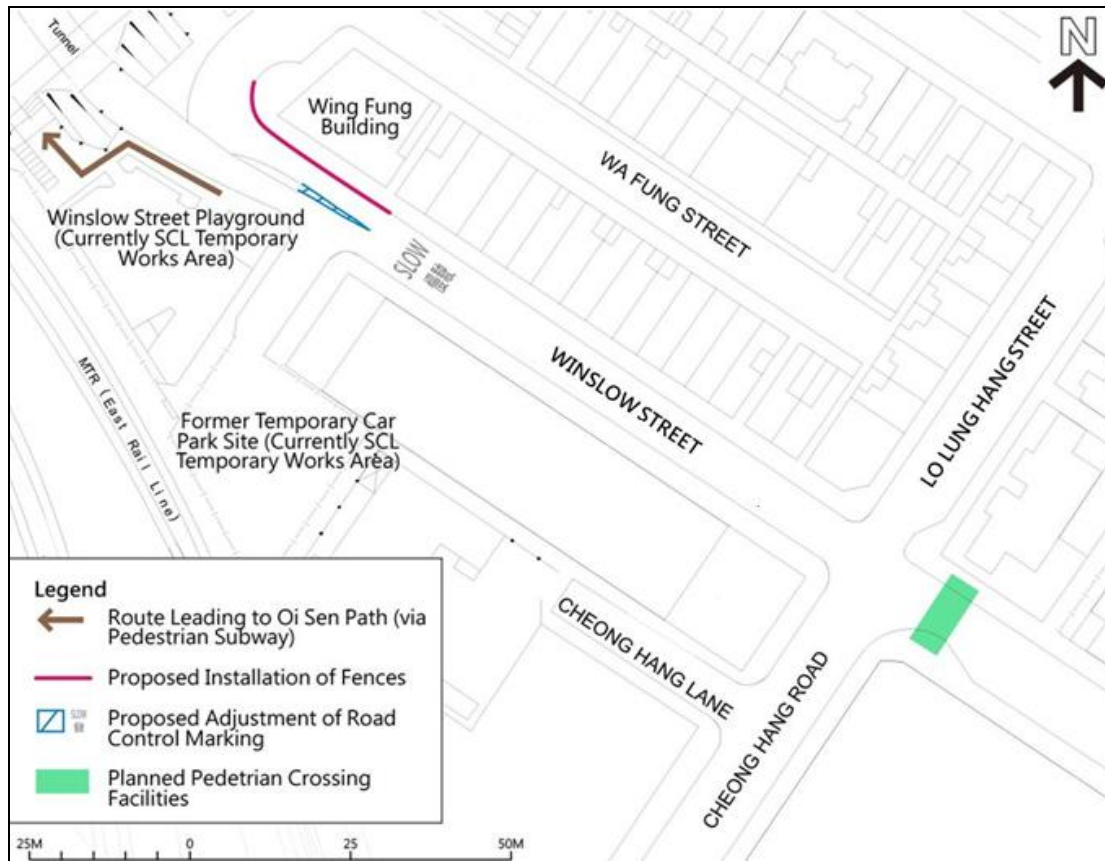 Tunnel
N
Wing Fung
Building
WA FUNG STREET
Winslow Street Playground
(Currently SCL Temporary
Works Area)
SLOW
MTR (East Rail Line)
WINSLOW STREET
LO LUNG HANG STREET
Former Temporary Car
Park Site (Currently SCL
Temporary Works Area)
CHEONG HANG LANE
CHEONG HANG ROAD
Legend
Route Leading to Oi Sen Path (via
Pedestrian Subway)
Proposed Installation of Fences
SLOW
Proposed Adjustment of Road
Control Marking
Planned Pedetrian Crossing
Facilities
25M 0 25 50M